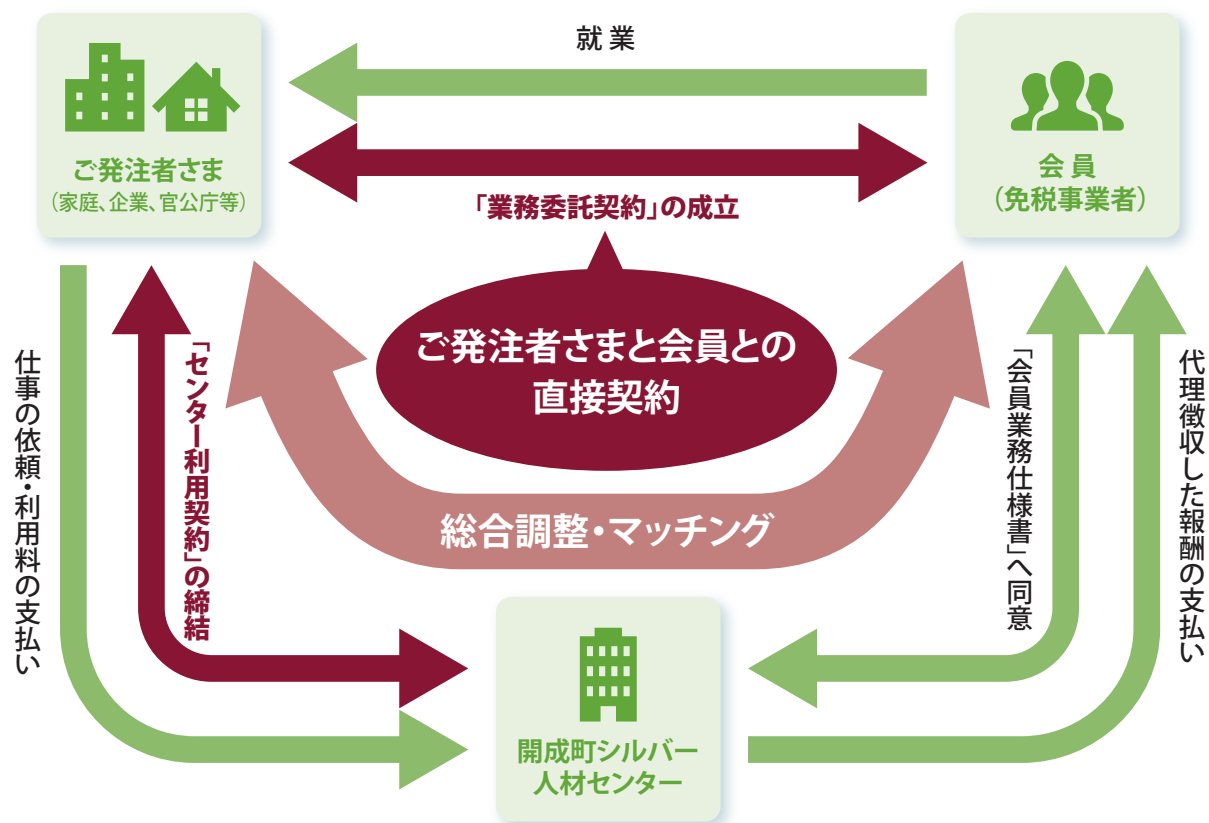 就業
ご発注者さま
(家庭、企業、官公庁等)
会員
(免税事業者)
「業務委託契約」の成立
ご発注者さまと会員との
直接契約
仕事の依頼・利用料の支払い
「センター利用契約」の締結
総合調整・マッチング
「会員業務仕様書」へ同意
代理徴収した報酬の支払い
開成町シルバー
人材センター